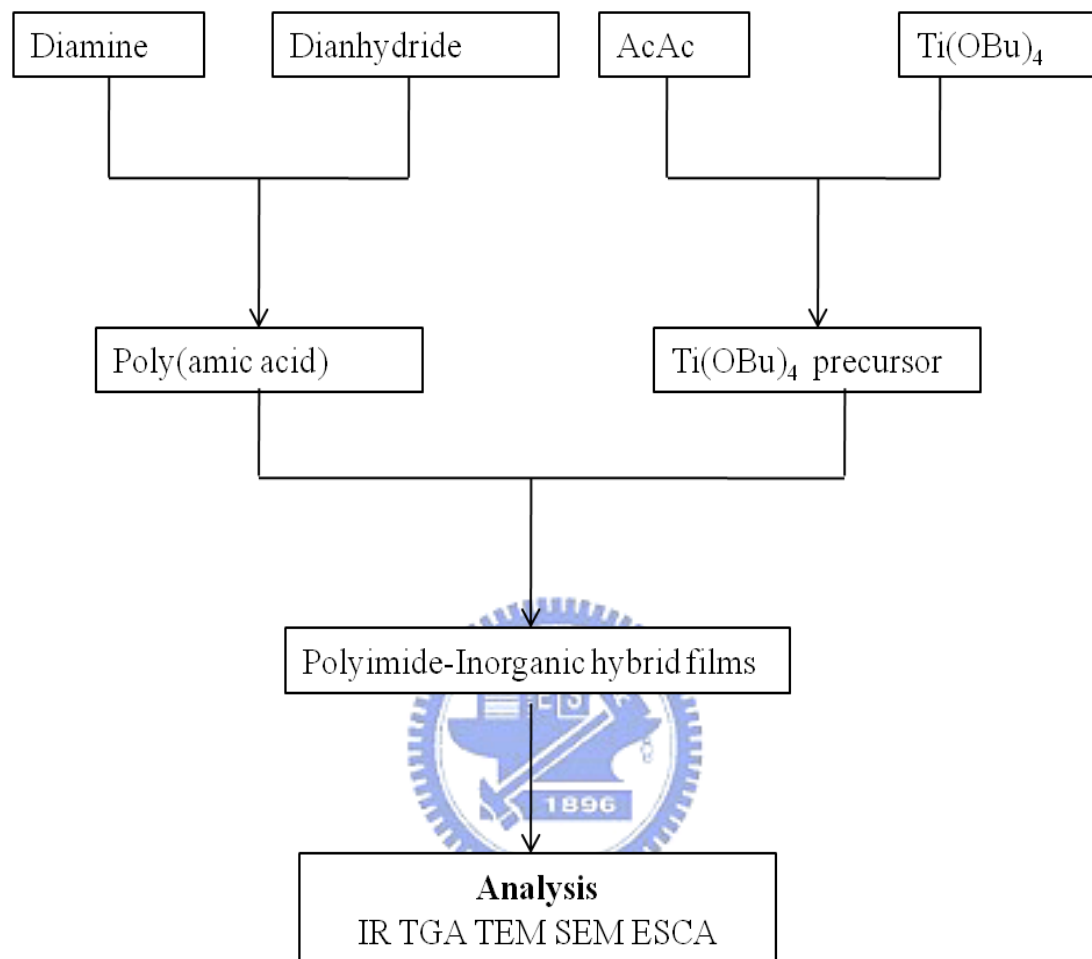 Diamine
Dianhydride
AcAc
Ti(OBu)₄
Poly(amic acid)
Ti(OBu)₄ precursor
Polyimide-Inorganic hybrid films
1896
Analysis
IR TGA TEM SEM ESCA